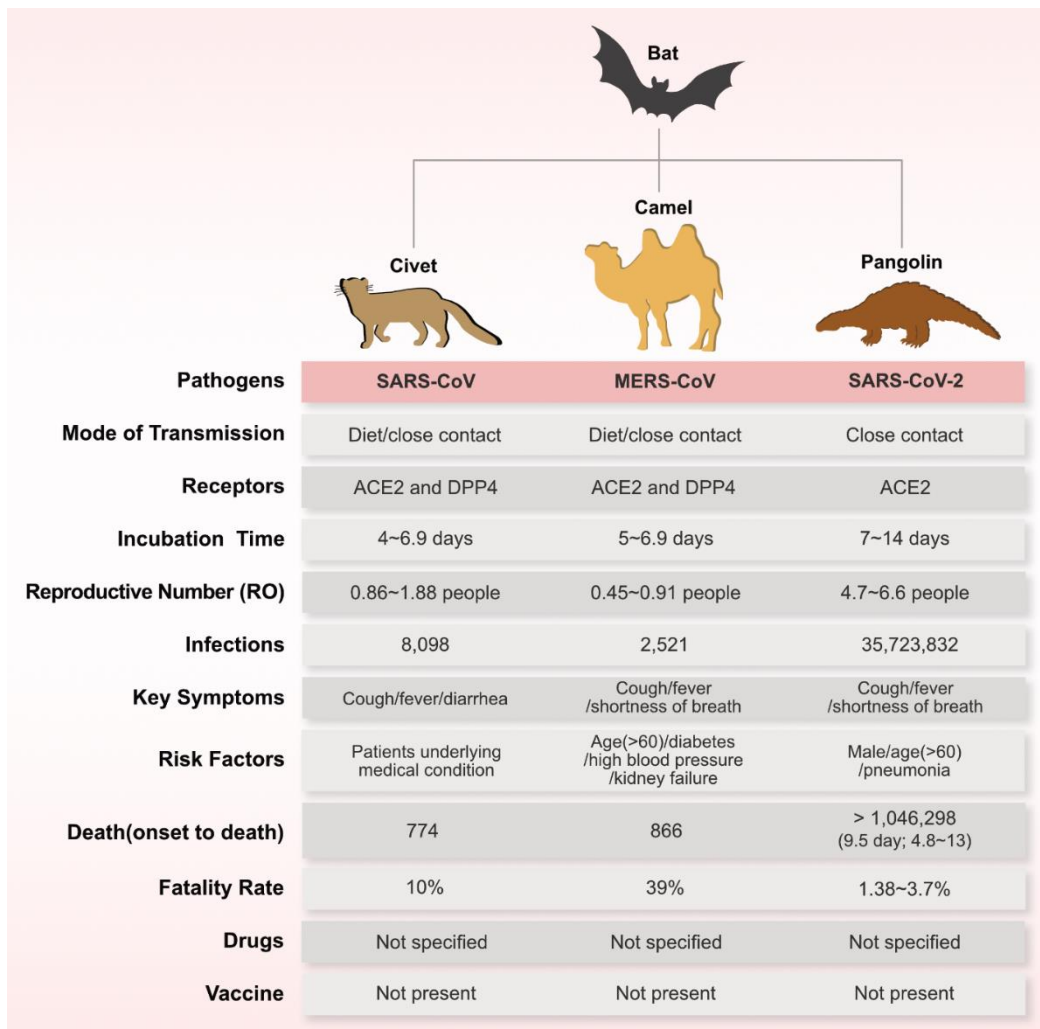 Bat
Camel
Civet
Pangolin
Pathogens SARS-CoV MERS-CoV SARS-CoV-2
Mode of Transmission Diet/close contact Diet/close contact Close contact
Receptors ACE2 and DPP4 ACE2 and DPP4 ACE2
Incubation Time 4~6.9 days 5~6.9 days 7~14 days
Reproductive Number (RO) 0.86~1.88 people 0.45~0.91 people 4.7~6.6 people
Infections 8,098 2,521 35,723,832
Key Symptoms Cough/fever/diarrhea Cough/fever
/shortness of breath Cough/fever
/shortness of breath
Risk Factors Patients underlying
medical condition Age(>60)/diabetes
/high blood pressure
/kidney failure Male/age(>60)
/pneumonia
Death(onset to death) 774 866 > 1,046,298
(9.5 day; 4.8~13)
Fatality Rate 10% 39% 1.38~3.7%
Drugs Not specified Not specified Not specified
Vaccine Not present Not present Not present